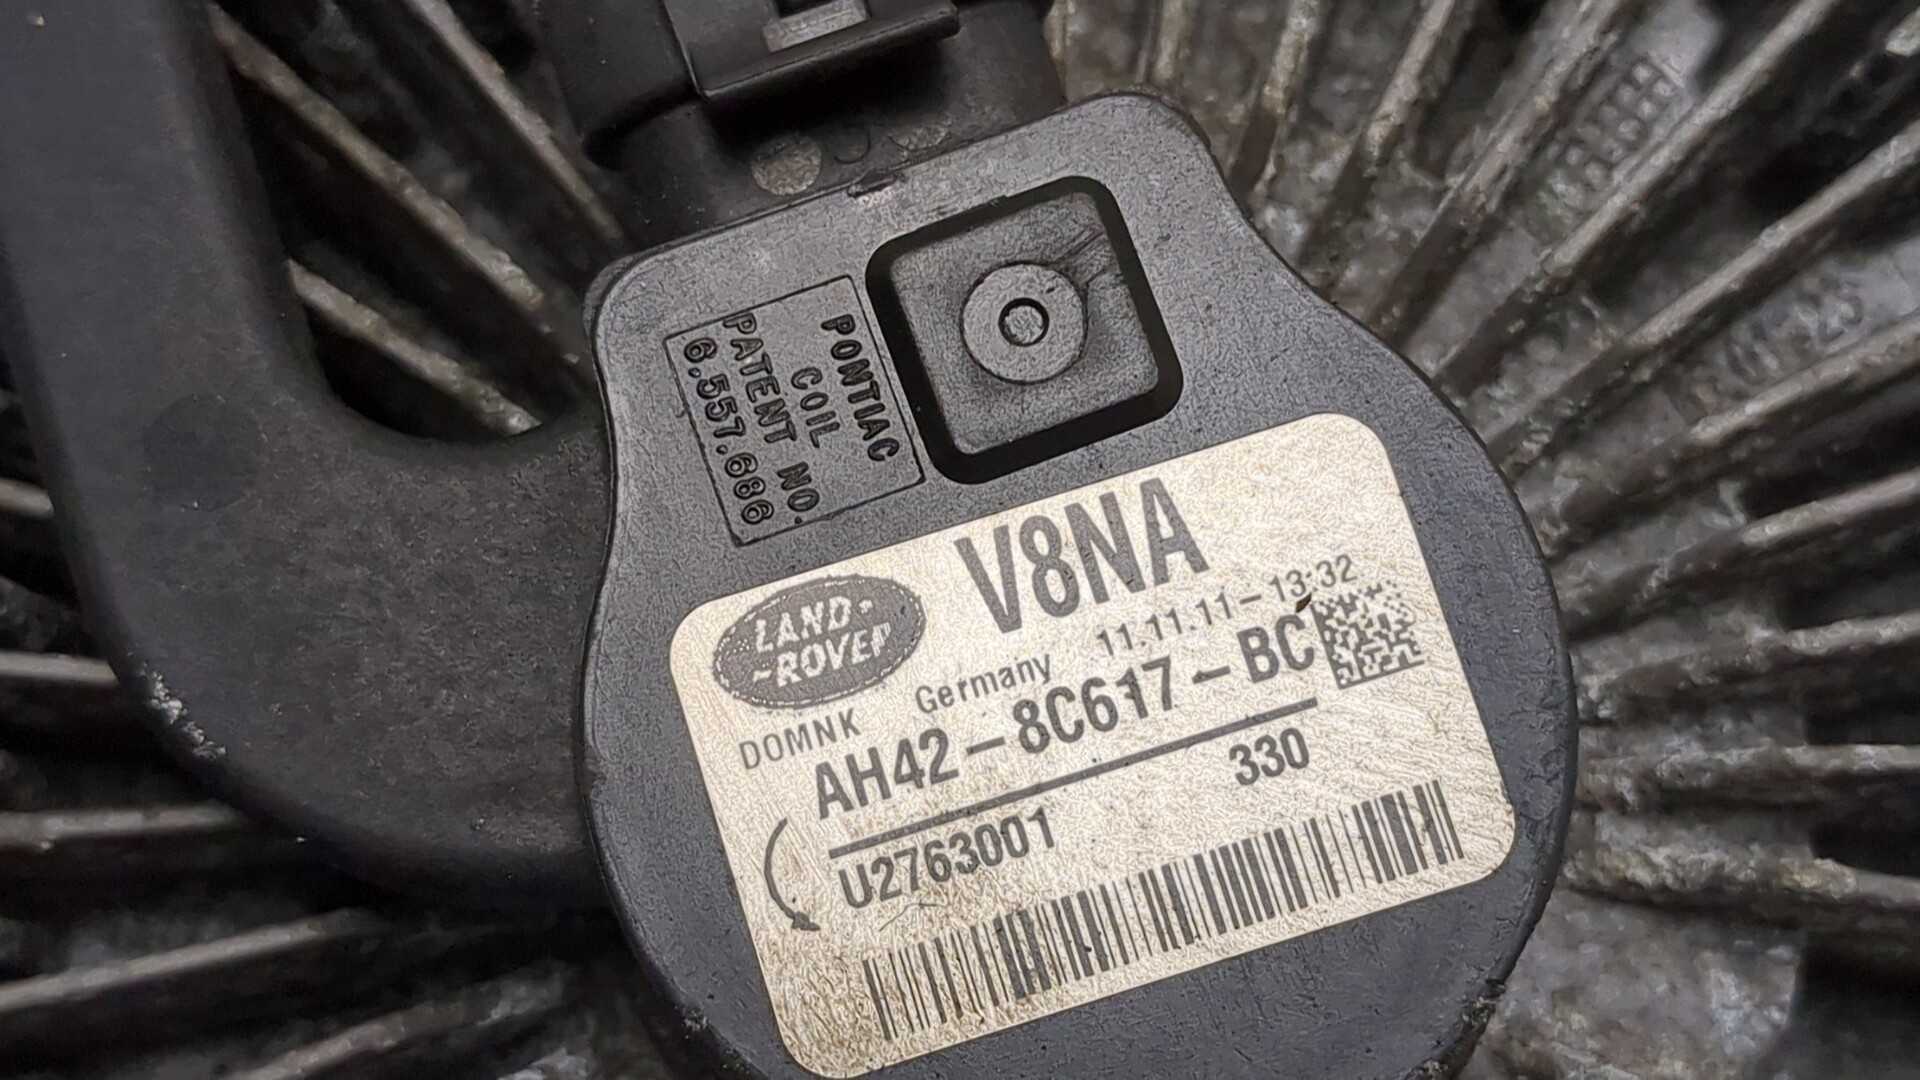 PONTIAC
COIL
PATENT NO.
6,557,686
V8NA
LAND-
-ROVER
11.11.11-13:32
Germany
DOMNK
AH42-8C617-BC
330
U2763001